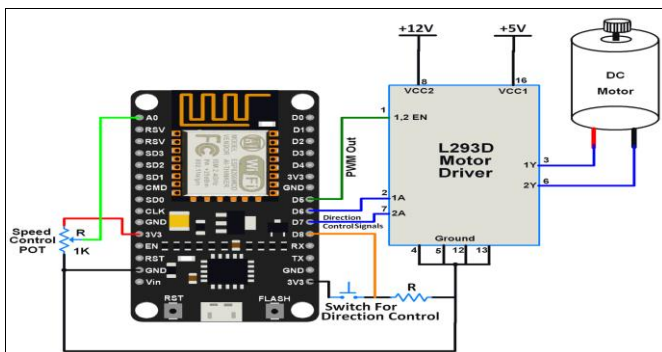 +12V
+5V
8
VCC2
16
VCC1
DC
Motor
1
1,2 EN
L293D
Motor
Driver
PWM Out
1Y
3
2Y
6
2
1A
7
2A
Direction
Control Signals
Ground
4
5
12
13
A0
RSV
RSV
SD3
SD2
SD1
CMD
SD0
CLK
GND
3V3
EN
RST
GND
Vin
D0
D1
D2
D3
D4
3V3
GND
D5
D6
D7
D8
RX
TX
GND
3V3
WiFi
RST
FLASH
Speed
Control
POT
R
1K
R
Switch For
Direction Control